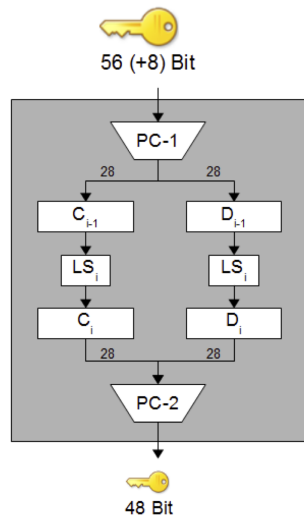 56 (+8) Bit
PC-1
28 28
C i-1 D i-1
LS i LS i
C i D i
28 28
PC-2
48 Bit